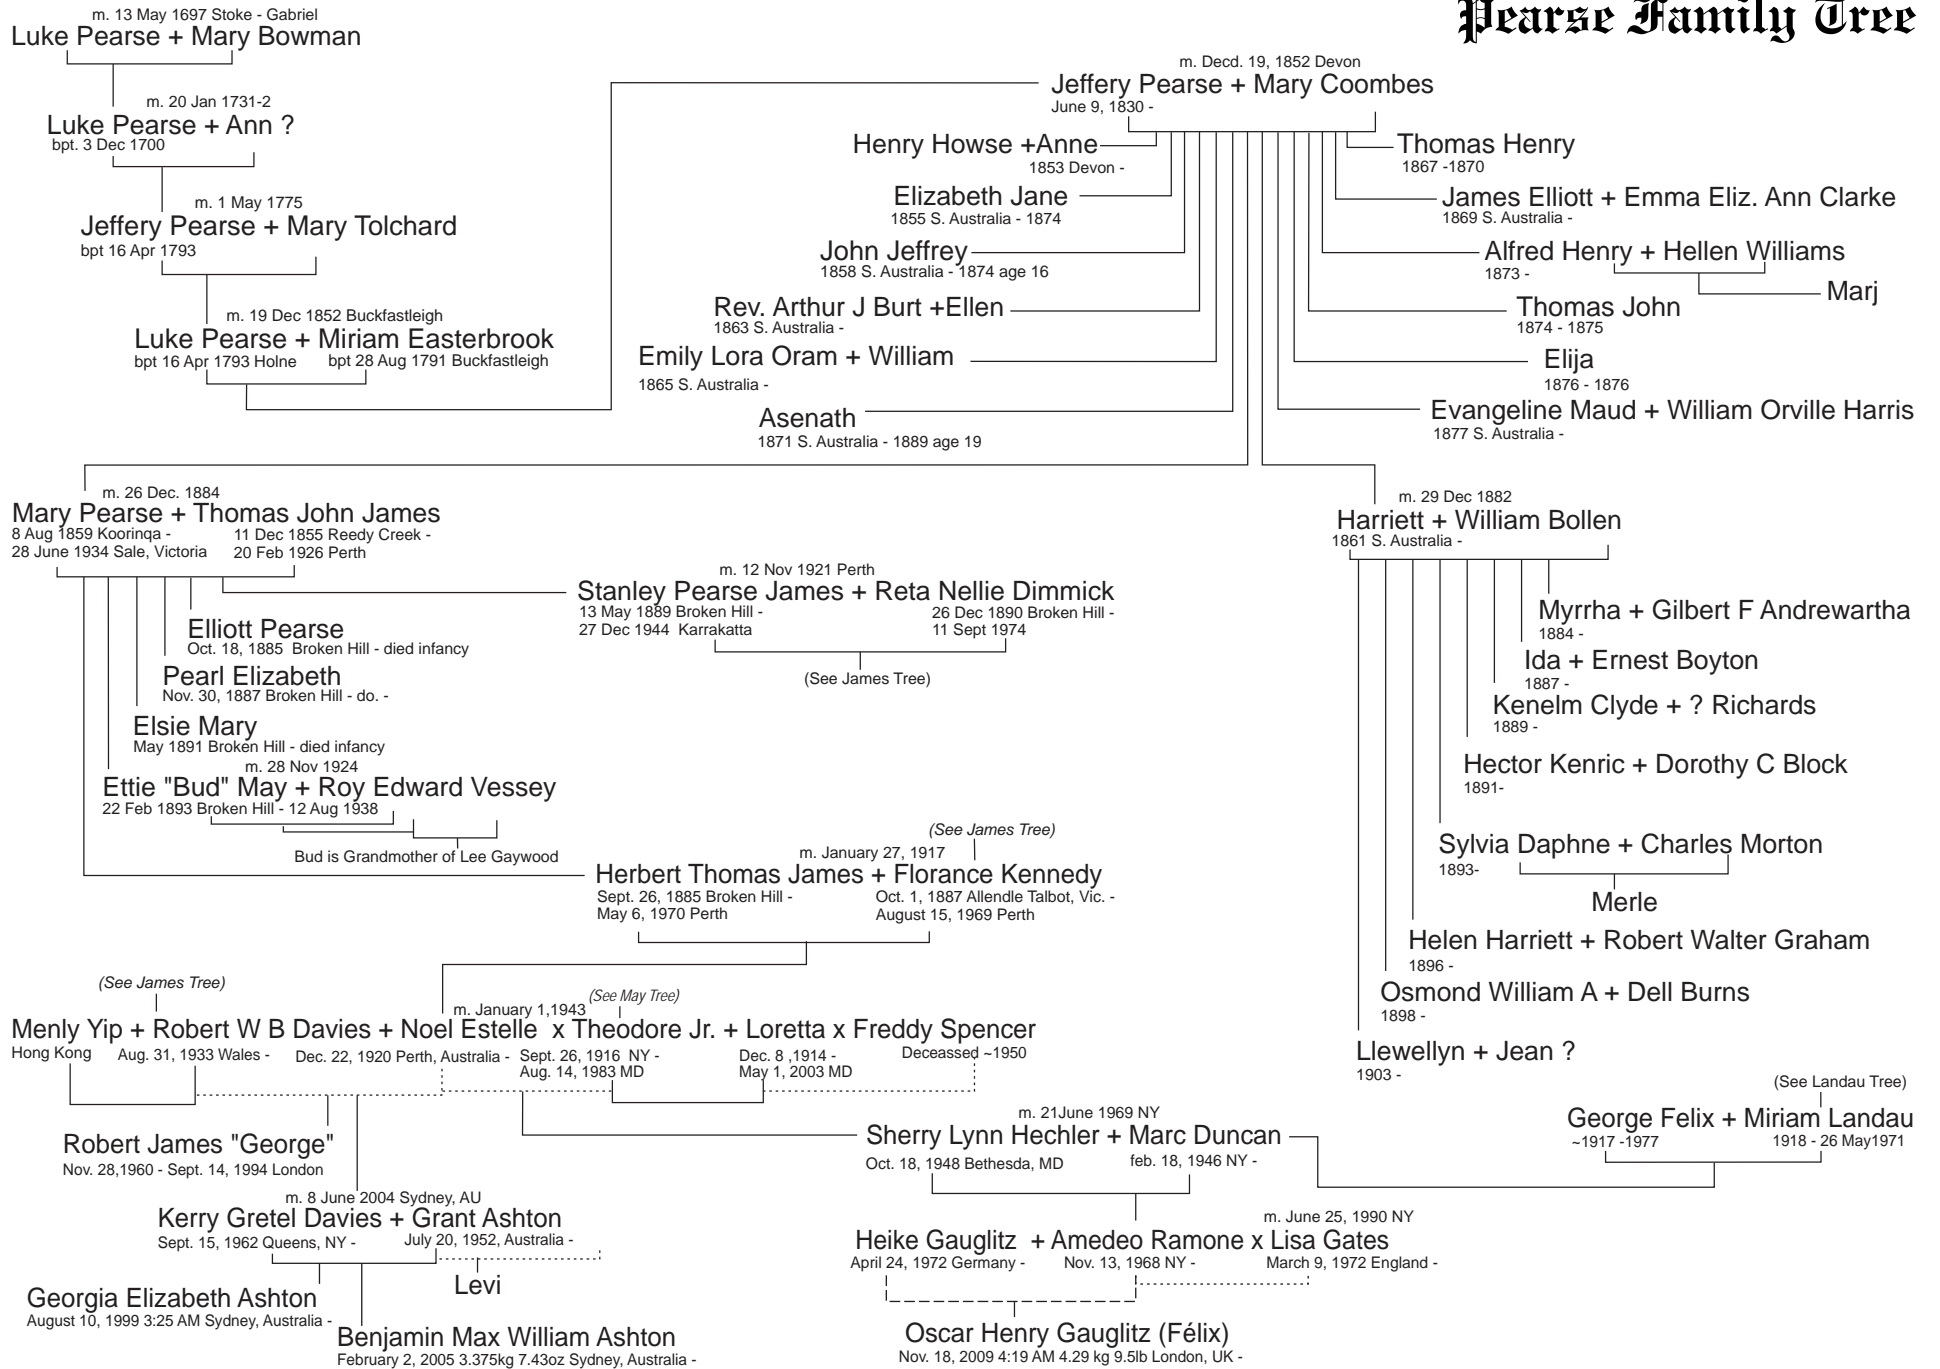 Pearse Family Tree
m. 13 May 1697 Stoke - Gabriel
Luke Pearse + Mary Bowman
m. 20 Jan 1731-2
Luke Pearse + Ann ?
bpt. 3 Dec 1700
m. 1 May 1775
Jeffery Pearse + Mary Tolchard
bpt 16 Apr 1793
m. 19 Dec 1852 Buckfastleigh
Luke Pearse + Miriam Easterbrook
bpt 16 Apr 1793 Holne bpt 28 Aug 1791 Buckfastleigh
m. Decd. 19, 1852 Devon
Jeffery Pearse + Mary Coombes
June 9, 1830 -
Henry Howse +Anne
1853 Devon -
Elizabeth Jane
1855 S. Australia - 1874
John Jeffrey
1858 S. Australia - 1874 age 16
Rev. Arthur J Burt +Ellen
1863 S. Australia -
Emily Lora Oram + William
1865 S. Australia -
Asenath
1871 S. Australia - 1889 age 19
Thomas Henry
1867 -1870
James Elliott + Emma Eliz. Ann Clarke
1869 S. Australia -
Alfred Henry + Hellen Williams
1873 -
Marj
Thomas John
1874 - 1875
Elija
1876 - 1876
Evangeline Maud + William Orville Harris
1877 S. Australia -
m. 26 Dec. 1884
Mary Pearse + Thomas John James
8 Aug 1859 Koorinqa - 11 Dec 1855 Reedy Creek -
28 June 1934 Sale, Victoria 20 Feb 1926 Perth
m. 12 Nov 1921 Perth
Stanley Pearse James + Reta Nellie Dimmick
13 May 1889 Broken Hill - 26 Dec 1890 Broken Hill -
27 Dec 1944 Karrakatta 11 Sept 1974
(See James Tree)
Elliott Pearse
Oct. 18, 1885 Broken Hill - died infancy
Pearl Elizabeth
Nov. 30, 1887 Broken Hill - do. -
Elsie Mary
May 1891 Broken Hill - died infancy
m. 28 Nov 1924
Ettie "Bud" May + Roy Edward Vessey
22 Feb 1893 Broken Hill - 12 Aug 1938
Bud is Grandmother of Lee Gaywood
(See James Tree)
m. January 27, 1917
Herbert Thomas James + Florance Kennedy
Sept. 26, 1885 Broken Hill - Oct. 1, 1887 Allendle Talbot, Vic. -
May 6, 1970 Perth August 15, 1969 Perth
m. 29 Dec 1882
Harriett + William Bollen
1861 S. Australia -
Myrrha + Gilbert F Andrewartha
1884 -
Ida + Ernest Boyton
1887 -
Kenelm Clyde + ? Richards
1889 -
Hector Kenric + Dorothy C Block
1891-
Sylvia Daphne + Charles Morton
1893-
Merle
Helen Harriett + Robert Walter Graham
1896 -
Osmond William A + Dell Burns
1898 -
Llewellyn + Jean ?
1903 -
(See James Tree)
m. January 1,1943 (See May Tree)
Menly Yip + Robert W B Davies + Noel Estelle x Theodore Jr. + Loretta x Freddy Spencer
Hong Kong Aug. 31, 1933 Wales - Dec. 22, 1920 Perth, Australia - Sept. 26, 1916 NY - Dec. 8 ,1914 - Deceassed ~1950
Aug. 14, 1983 MD May 1, 2003 MD
Robert James "George"
Nov. 28,1960 - Sept. 14, 1994 London
m. 8 June 2004 Sydney, AU
Kerry Gretel Davies + Grant Ashton
Sept. 15, 1962 Queens, NY - July 20, 1952, Australia -
Levi
Georgia Elizabeth Ashton
August 10, 1999 3:25 AM Sydney, Australia -
Benjamin Max William Ashton
February 2, 2005 3.375kg 7.43oz Sydney, Australia -
m. 21June 1969 NY
Sherry Lynn Hechler + Marc Duncan
Oct. 18, 1948 Bethesda, MD feb. 18, 1946 NY -
(See Landau Tree)
George Felix + Miriam Landau
~1917 -1977 1918 - 26 May1971
m. June 25, 1990 NY
Heike Gauglitz + Amedeo Ramone x Lisa Gates
April 24, 1972 Germany - Nov. 13, 1968 NY - March 9, 1972 England -
Oscar Henry Gauglitz (Félix)
Nov. 18, 2009 4:19 AM 4.29 kg 9.5lb London, UK -